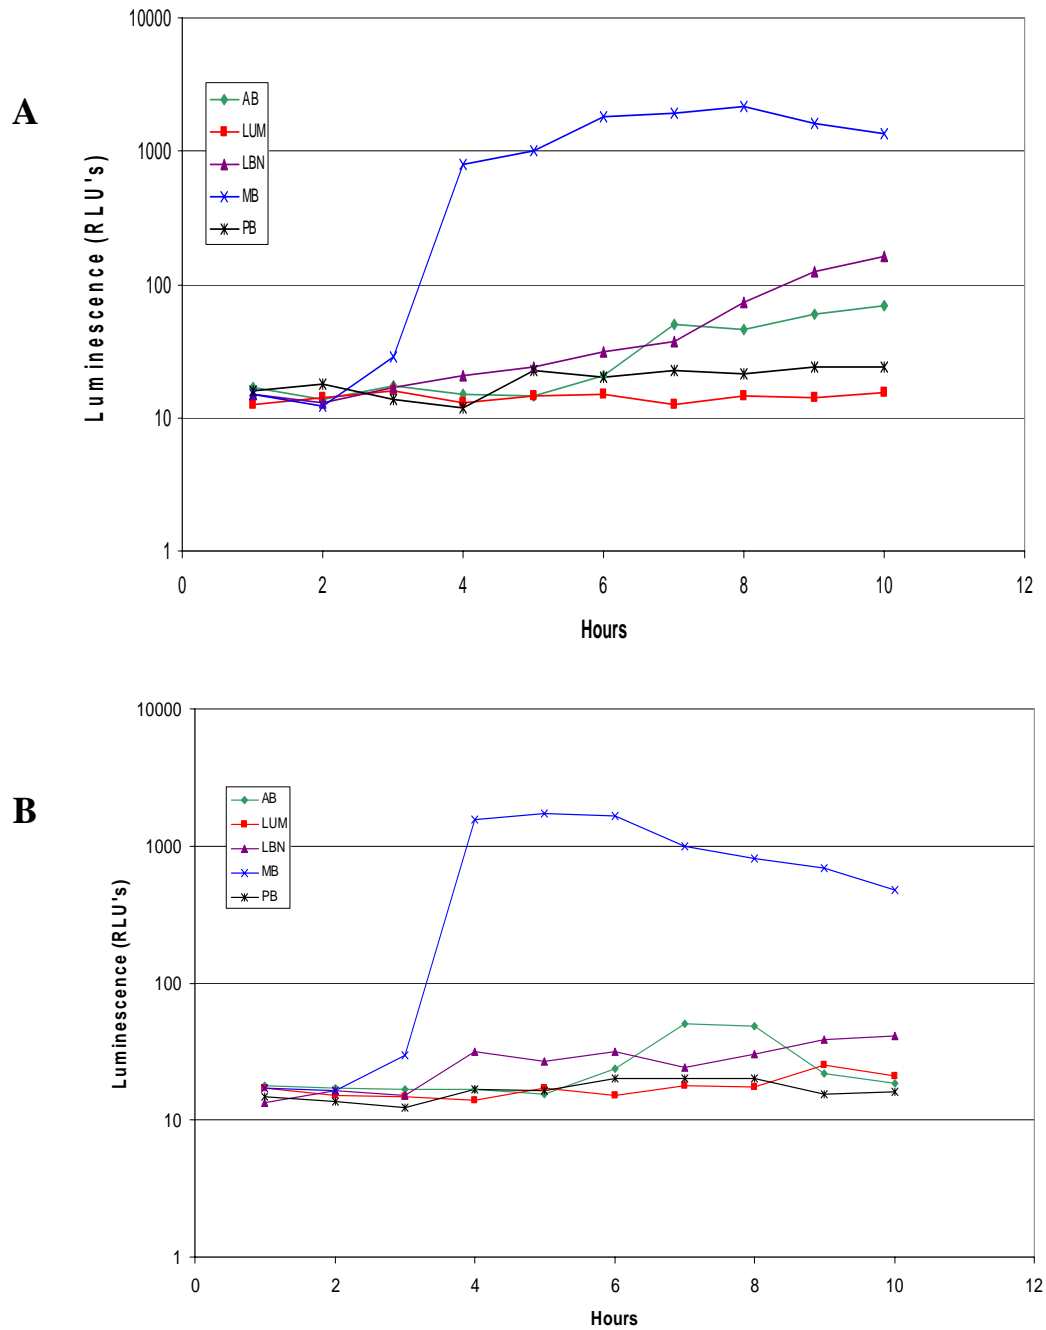 A
10000
1000
100
10
1
Luminescence (RLU's)
AB
LUM
LBN
MB
PB
0 2 4 6 8 10 12
Hours
B
10000
1000
100
10
1
Luminescence (RLU's)
AB
LUM
LBN
MB
PB
0 2 4 6 8 10 12
Hours